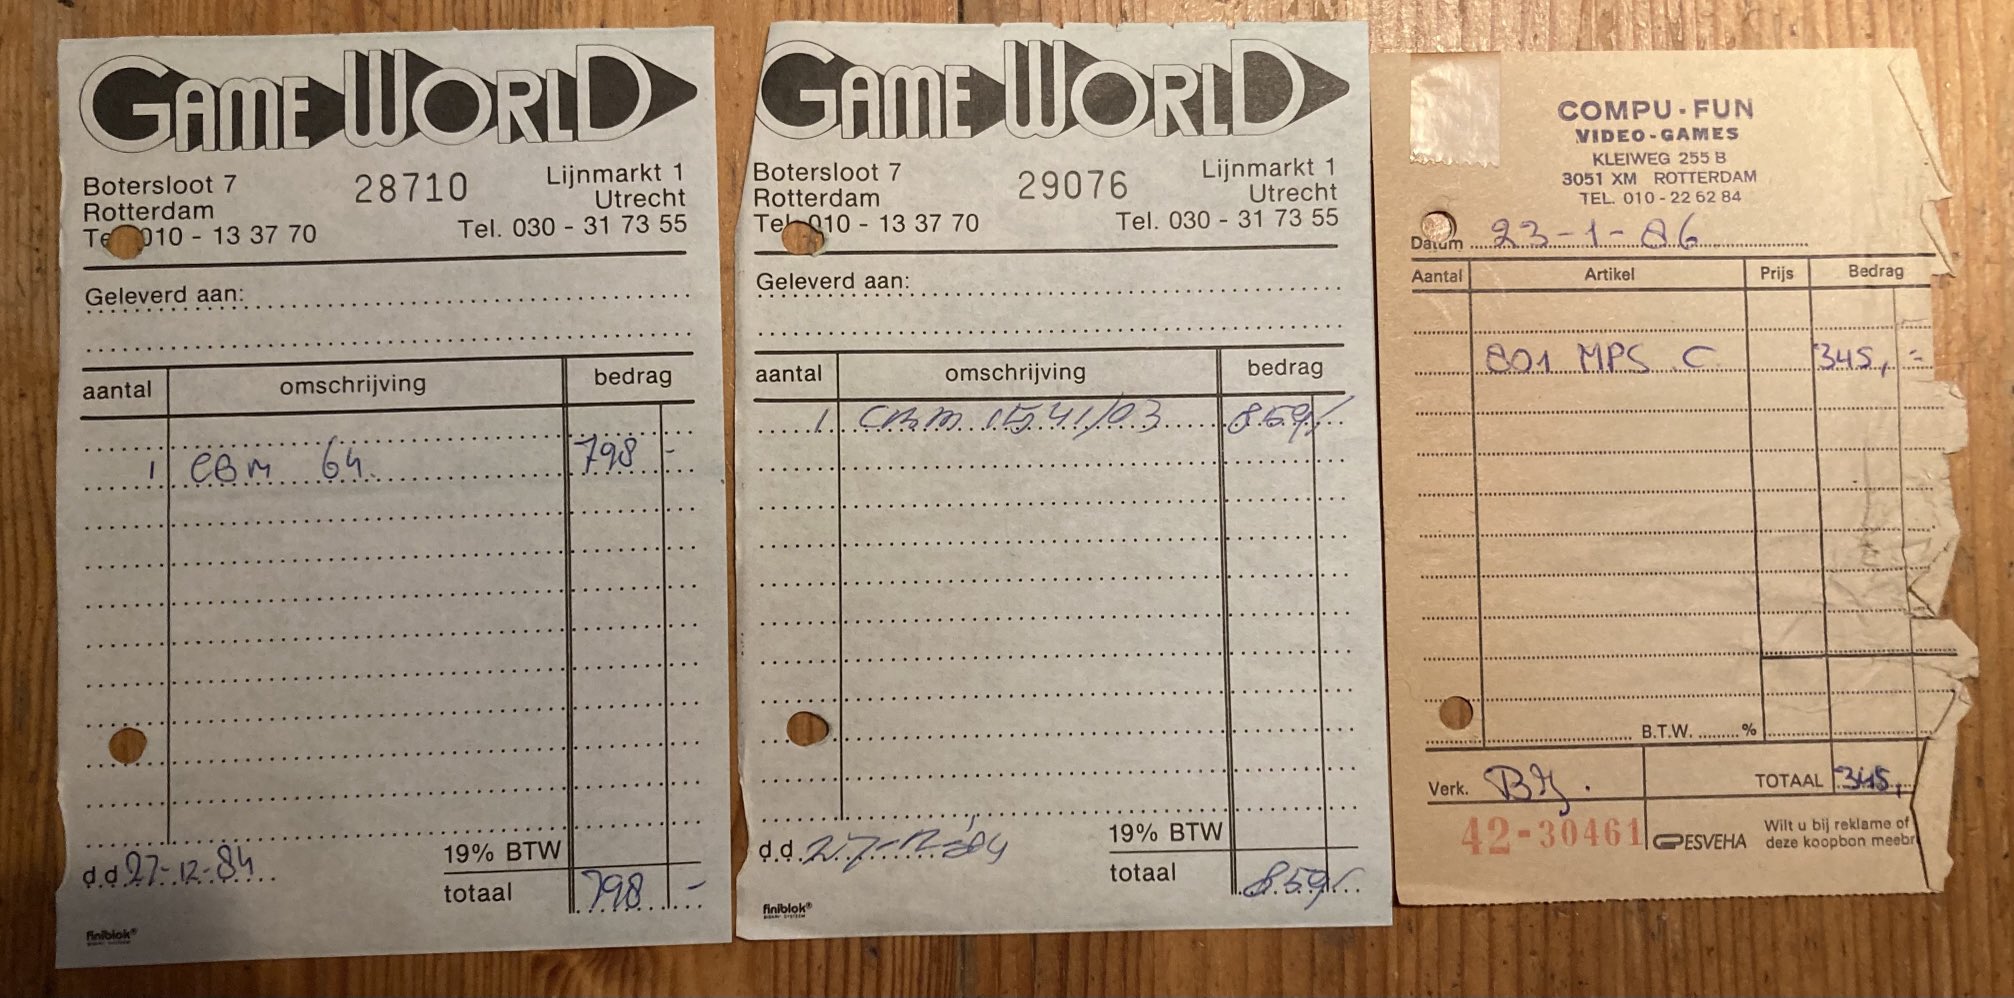 GAME WORLD
Botersloot 7
Rotterdam
Te 010 - 13 37 70
28710
Lijnmarkt 1
Utrecht
Tel. 030 - 31 73 55
Geleverd aan:
aantal omschrijving bedrag
1 CBM 64. 798 -
d.d. 27-12-84
19% BTW
totaal 798 -
finiblok®
GAME WORLD
Botersloot 7
Rotterdam
Te 010 - 13 37 70
29076
Lijnmarkt 1
Utrecht
Tel. 030 - 31 73 55
Geleverd aan:
aantal omschrijving bedrag
1 CBM 1541/03 859,-
d.d. 27-12-84
19% BTW
totaal 859,-
finiblok®
COMPU-FUN
VIDEO-GAMES
KLEIWEG 255 B
3051 XM ROTTERDAM
TEL. 010 - 22 62 84
Datum 23-1-86
Aantal Artikel Prijs Bedrag
801 MPS C. 345,=
B.T.W. %
Verk. TOTAAL 345,
42-30461 ESVEHA
Wilt u bij reklame of
deze koopbon meebr